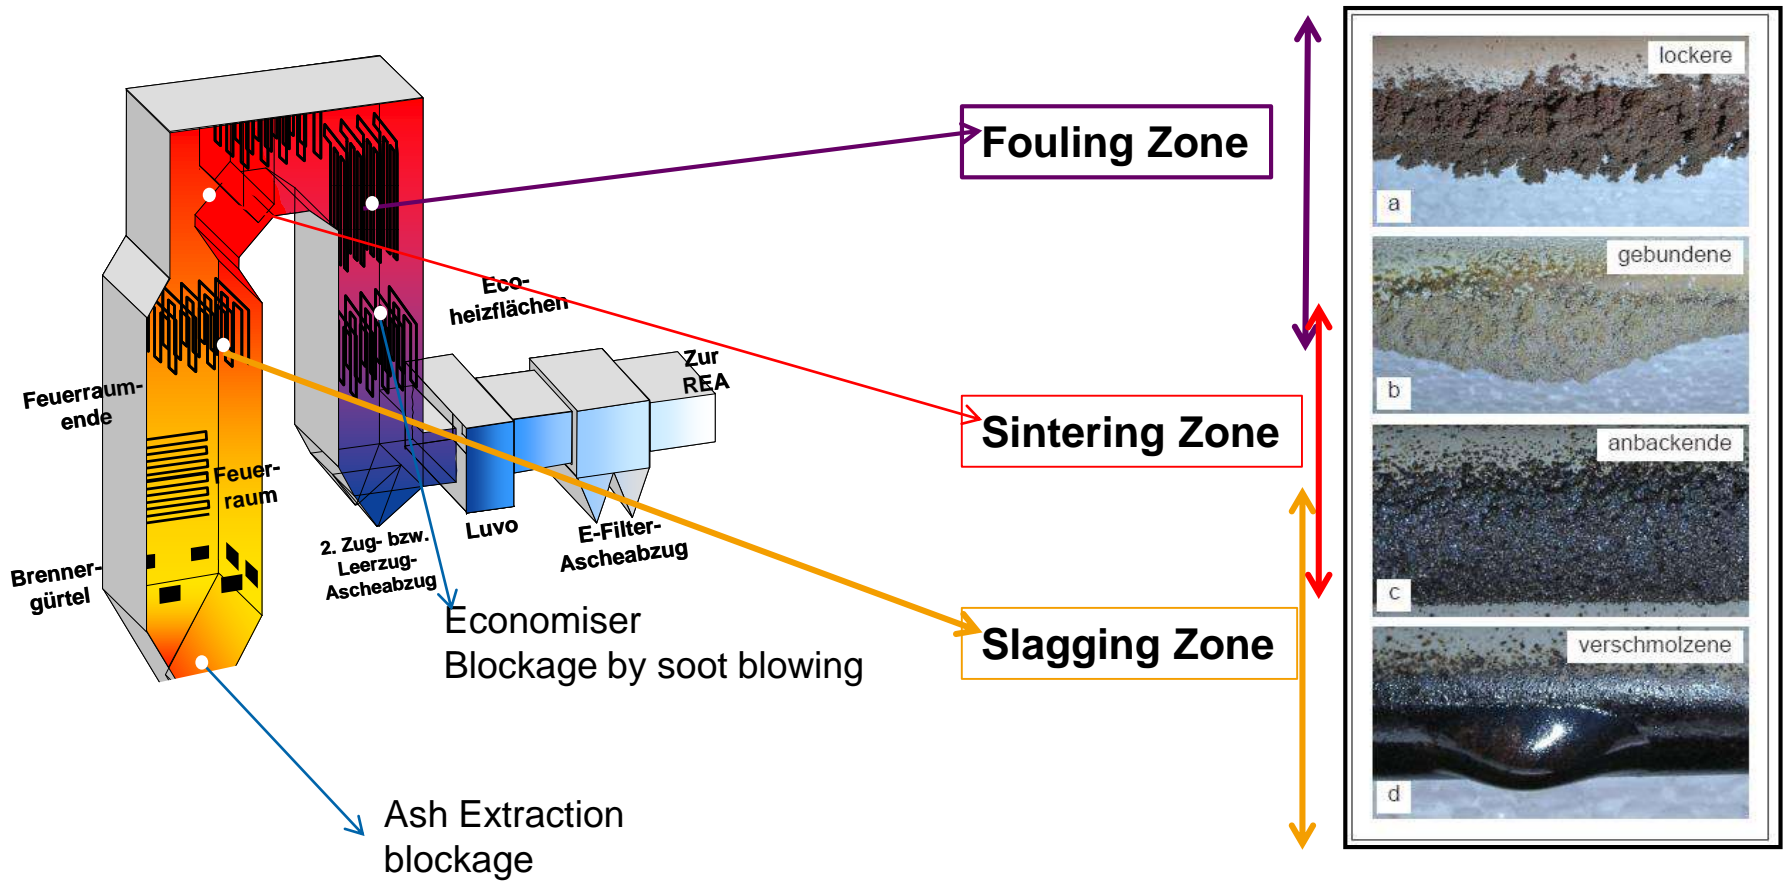 Fouling Zone
Sintering Zone
Slagging Zone
Eco-
heizflächen
Zur
REA
Feuerraum-
ende
Feuer-
raum
Brenner-
gürtel
2. Zug- bzw.
Leerzug-
Ascheabzug
Luvo
E-Filter-
Ascheabzug
Economiser
Blockage by soot blowing
Ash Extraction
blockage
lockere
a
gebundene
b
anbackende
c
verschmolzene
d